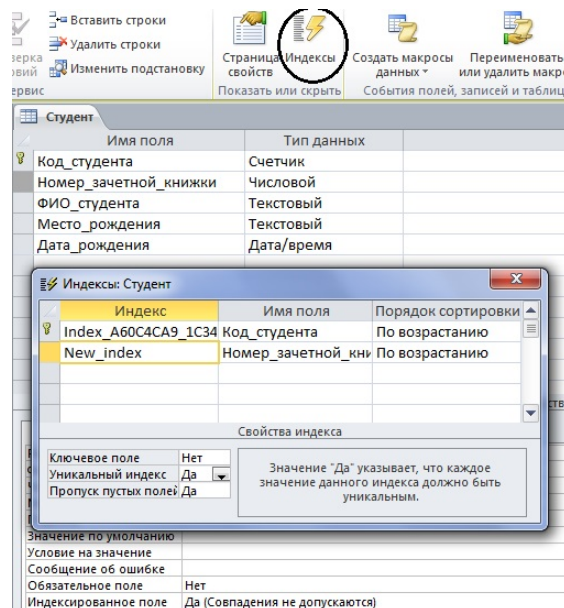 Вставить строки
Удалить строки
Изменить подстановку
Страница свойств
Индексы
Создать макросы данных
Переименовать или удалить
Показать или скрыть
События полей, записей и таблиц
Студент
Имя поля Тип данных
Код_студента Счетчик
Номер_зачетной_книжки Числовой
ФИО_студента Текстовый
Место_рождения Текстовый
Дата_рождения Дата/время
Индексы: Студент
Индекс Имя поля Порядок сортировки
Index_A60C4CA9_1C34 Код_студента По возрастанию
New_index Номер_зачетной_кни По возрастанию
Свойства индекса
Ключевое поле Нет
Уникальный индекс Да
Пропуск пустых полей Да
Значение "Да" указывает, что каждое
значение данного индекса должно быть
уникальным.
Значение по умолчанию
Условие на значение
Сообщение об ошибке
Обязательное поле Нет
Индексированное поле Да (Совпадения не допускаются)